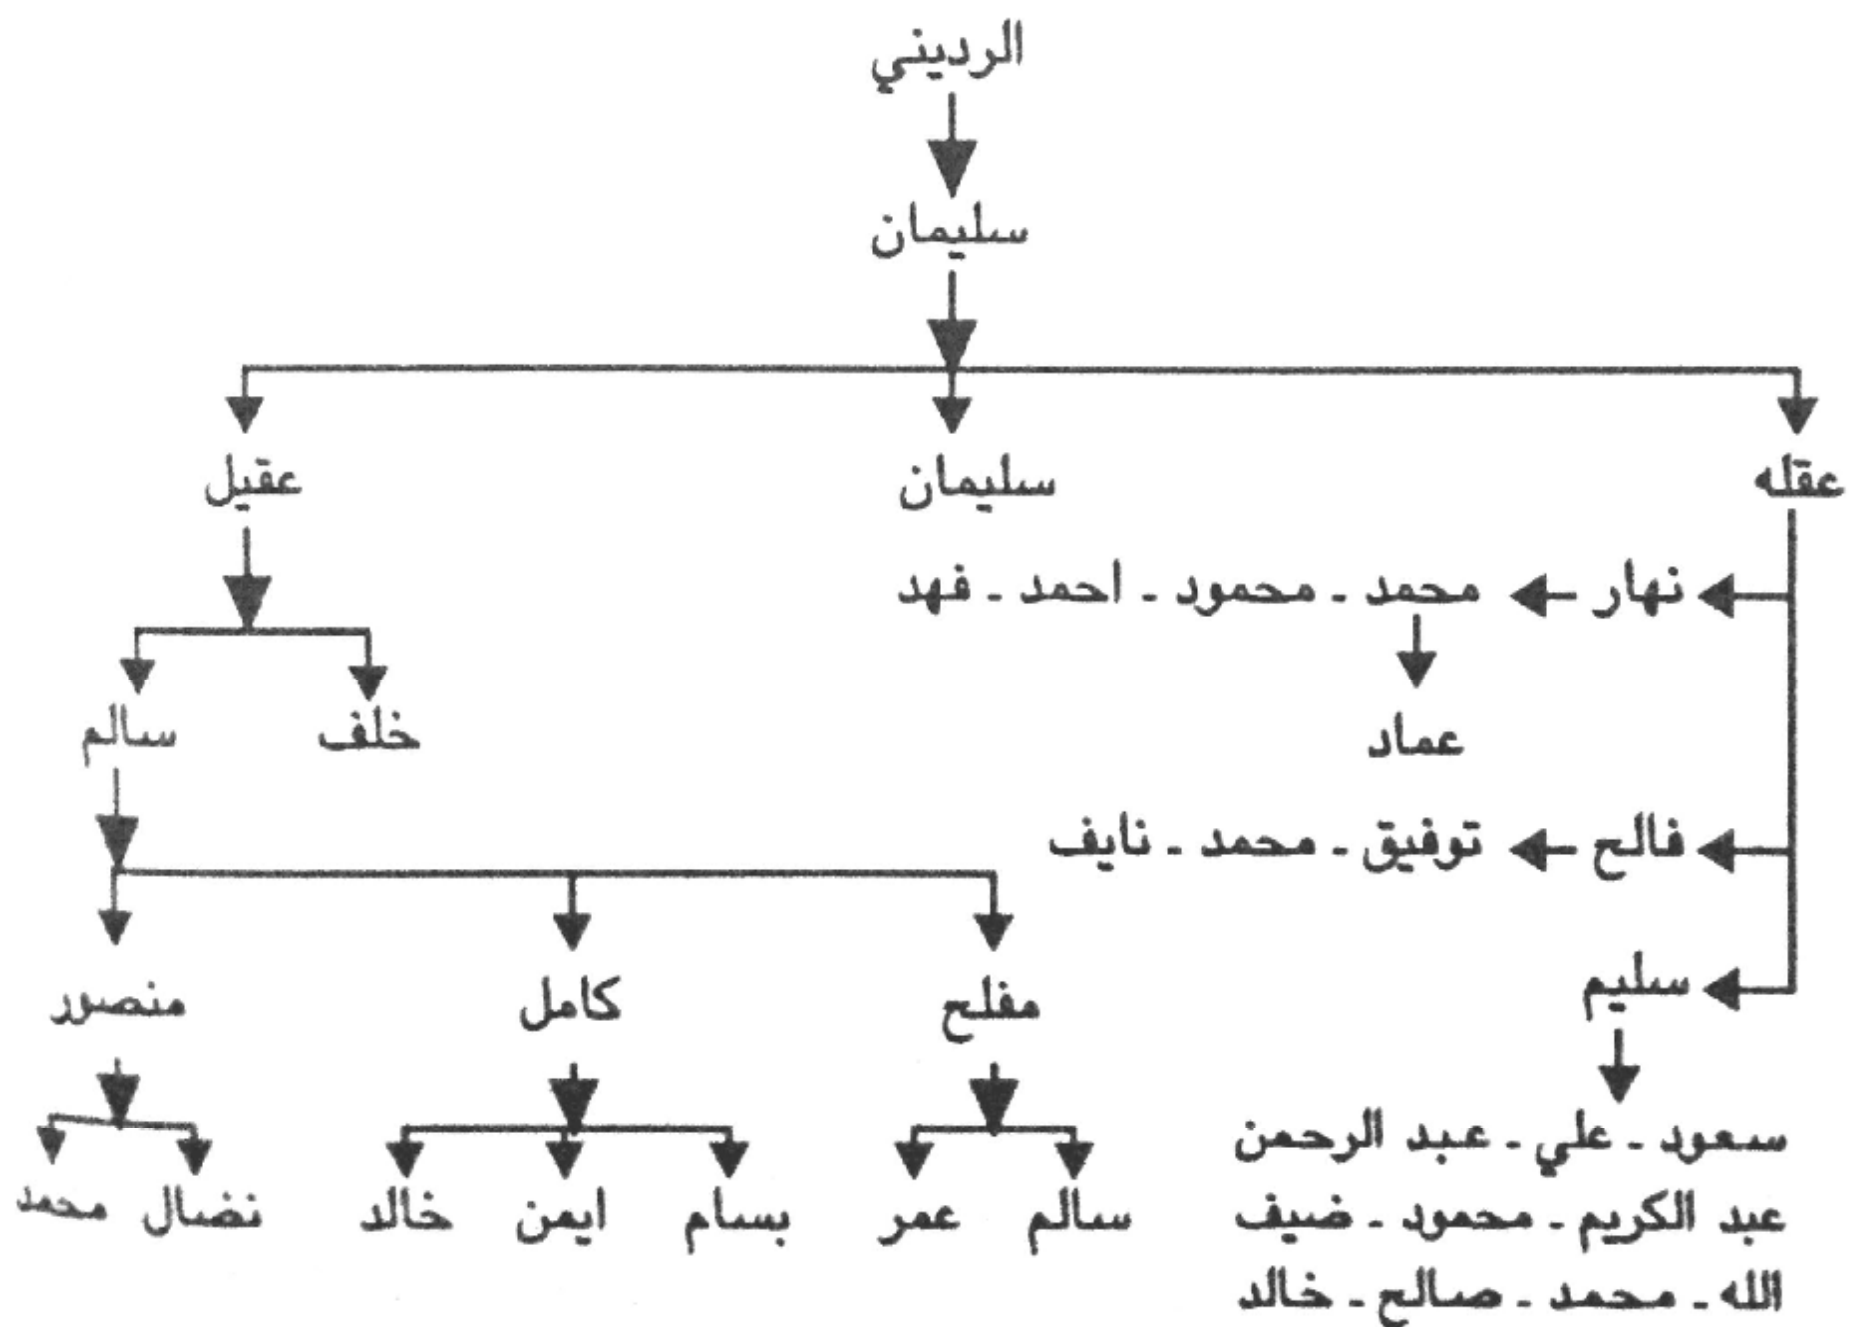 الرديني
سليمان
عقله
سليمان
عقيل
نهار
محمد - محمود - احمد - فهد
عماد
خلف
سالم
فالح
توفيق - محمد - نايف
سليم
مفلح
كامل
منصور
سعود - علي - عبد الرحمن
عبد الكريم - محمود - ضيف
الله - محمد - صالح - خالد
سالم
عمر
بسام
ايمن
خالد
نضال
محمد